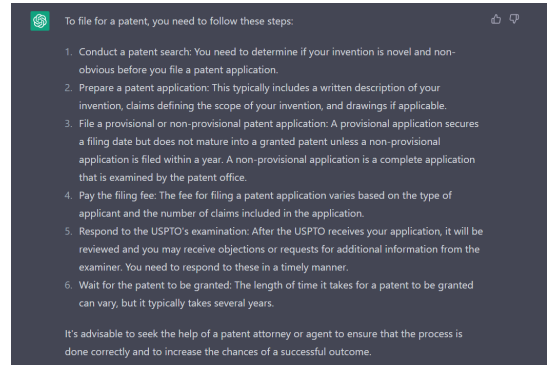 To file for a patent, you need to follow these steps:
1. Conduct a patent search: You need to determine if your invention is novel and non-
obvious before you file a patent application.
2. Prepare a patent application: This typically includes a written description of your
invention, claims defining the scope of your invention, and drawings if applicable.
3. File a provisional or non-provisional patent application: A provisional application secures
a filing date but does not mature into a granted patent unless a non-provisional
application is filed within a year. A non-provisional application is a complete application
that is examined by the patent office.
4. Pay the filing fee: The fee for filing a patent application varies based on the type of
applicant and the number of claims included in the application.
5. Respond to the USPTO's examination: After the USPTO receives your application, it will be
reviewed and you may receive objections or requests for additional information from the
examiner. You need to respond to these in a timely manner.
6. Wait for the patent to be granted: The length of time it takes for a patent to be granted
can vary, but it typically takes several years.
It's advisable to seek the help of a patent attorney or agent to ensure that the process is
done correctly and to increase the chances of a successful outcome.